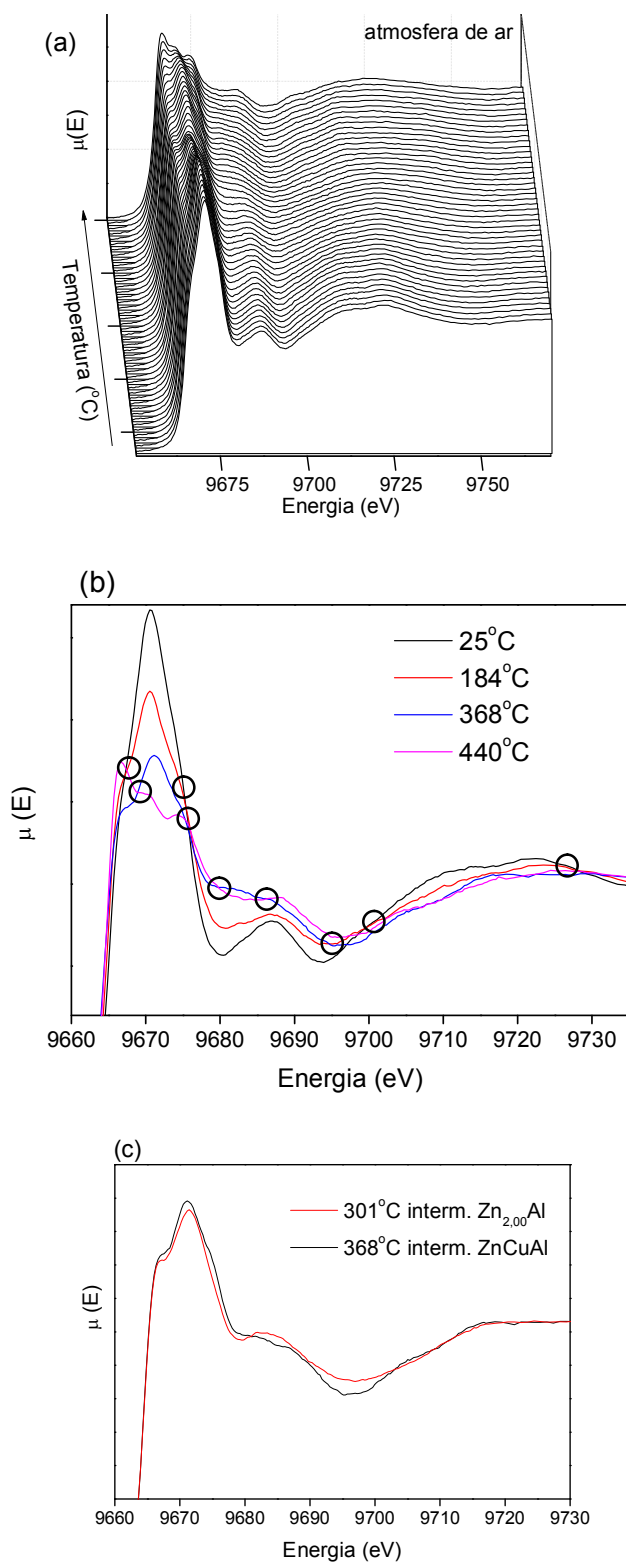 (a)
atmosfera de ar
μ(E)
Temperatura (°C)
9675 9700 9725 9750
Energia (eV)
(b)
25°C
184°C
368°C
440°C
μ (E)
9660 9670 9680 9690 9700 9710 9720 9730
Energia (eV)
(c)
301°C interm. Zn2,00Al
368°C interm. ZnCuAl
μ (E)
9660 9670 9680 9690 9700 9710 9720 9730
Energia (eV)